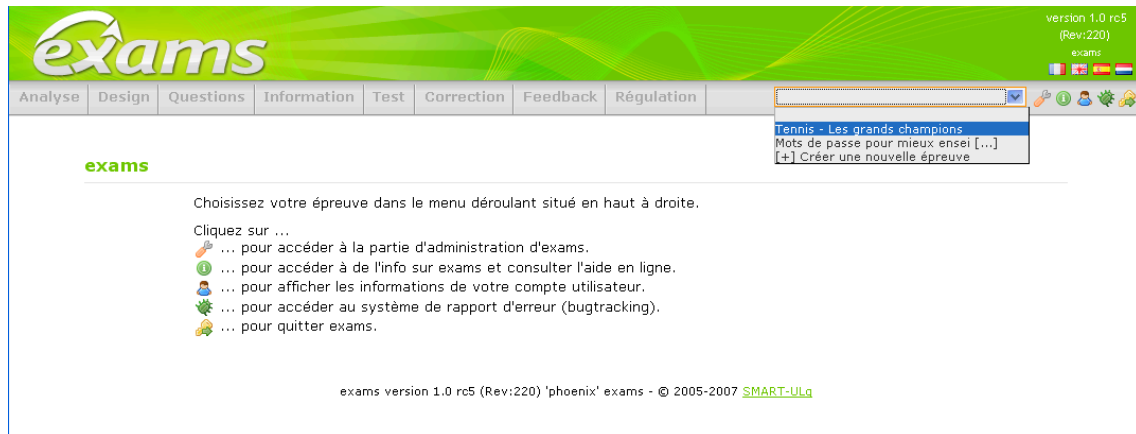 exams
version 1.0 rc5
(Rev:220)
exams
Analyse Design Questions Information Test Correction Feedback Régulation
Tennis - Les grands champions
Mots de passe pour mieux ensei [...]
[+] Créer une nouvelle épreuve
exams
Choisissez votre épreuve dans le menu déroulant situé en haut à droite.
Cliquez sur ...
... pour accéder à la partie d'administration d'exams.
... pour accéder à de l'info sur exams et consulter l'aide en ligne.
... pour afficher les informations de votre compte utilisateur.
... pour accéder au système de rapport d'erreur (bugtracking).
... pour quitter exams.
exams version 1.0 rc5 (Rev:220) 'phoenix' exams - © 2005-2007 SMART-ULg